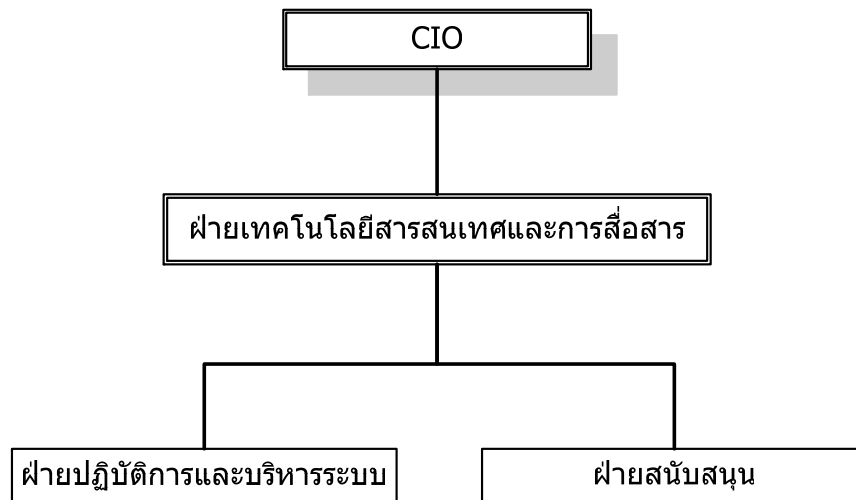 CIO
ฝ่ายเทคโนโลยีสารสนเทศและการสื่อสาร
ฝ่ายปฏิบัติการและบริหารระบบ
ฝ่ายสนับสนุน